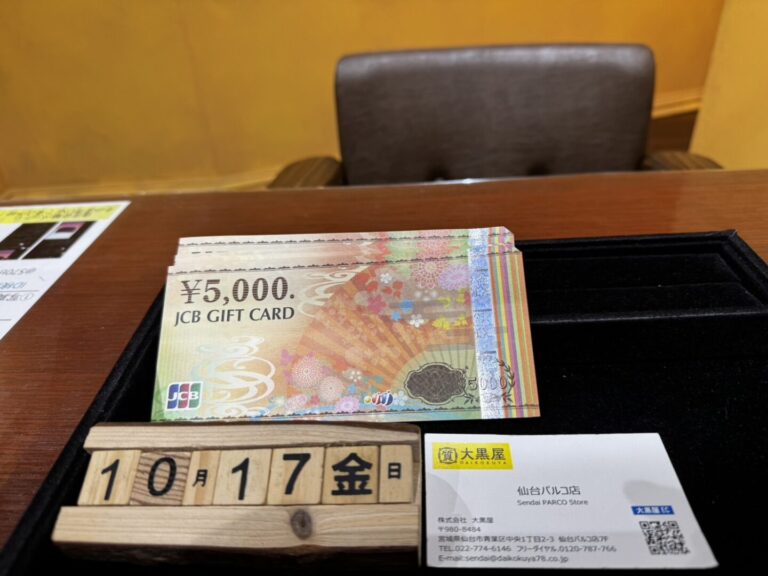 ¥5,000.
JCB GIFT CARD
JCB
5000
10月17金日
質 大黒屋
DAIKOKUYA
仙台パルコ店
Sendai PARCO Store
大黒屋 EC
株式会社 大黒屋
〒980-8484
宮城県仙台市青葉区中央1丁目2-3 仙台パルコ店7F
TEL.022-774-6146 フリーダイヤル.0120-787-766
E-mail:sendai@daikokuya78.co.jp